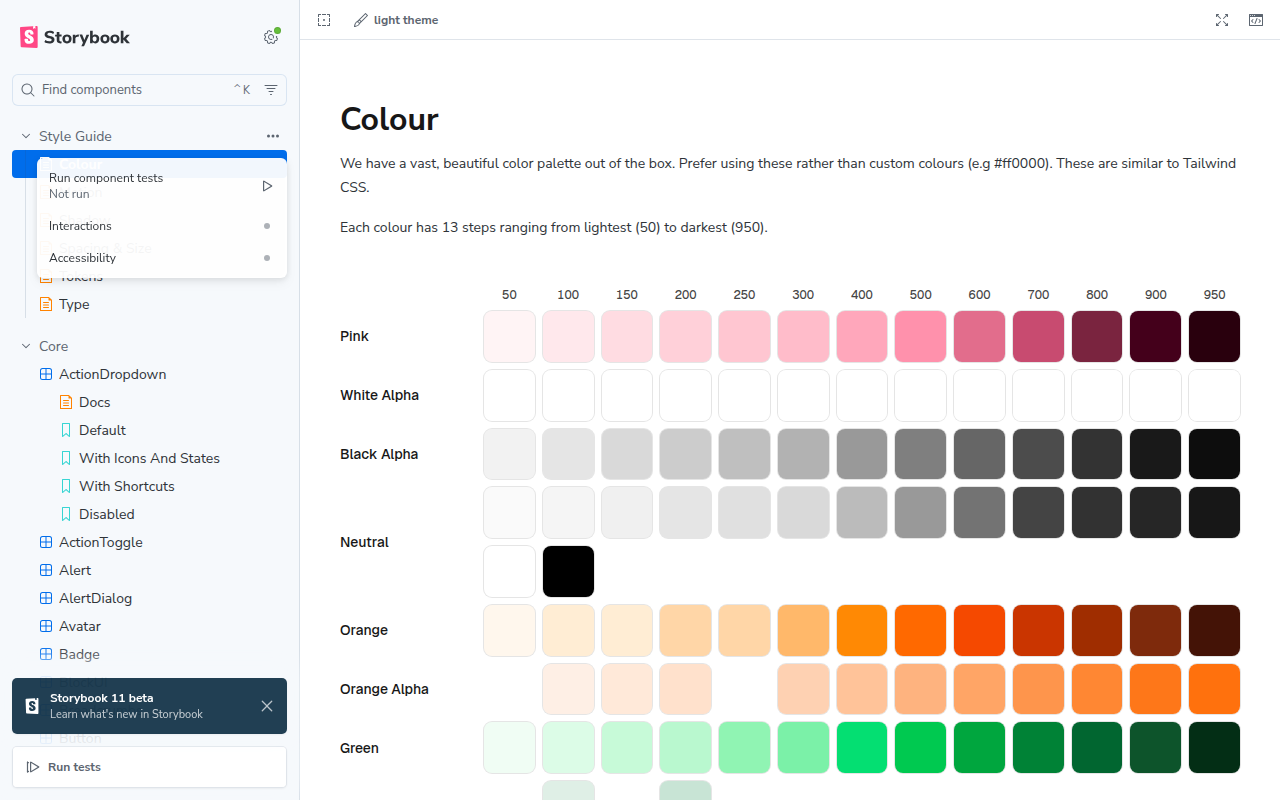 Storybook
Find components
^ K
Style Guide
Run component tests
Not run
Interactions
Accessibility
Spacing & Size
Tokens
Type
Core
ActionDropdown
Docs
Default
With Icons And States
With Shortcuts
Disabled
ActionToggle
Alert
AlertDialog
Avatar
Badge
Storybook 11 beta
Learn what's new in Storybook
Button
Run tests
light theme
Colour
We have a vast, beautiful color palette out of the box. Prefer using these rather than custom colours (e.g #ff0000). These are similar to Tailwind
CSS.
Each colour has 13 steps ranging from lightest (50) to darkest (950).
50 100 150 200 250 300 400 500 600 700 800 900 950
Pink
White Alpha
Black Alpha
Neutral
Orange
Orange Alpha
Green